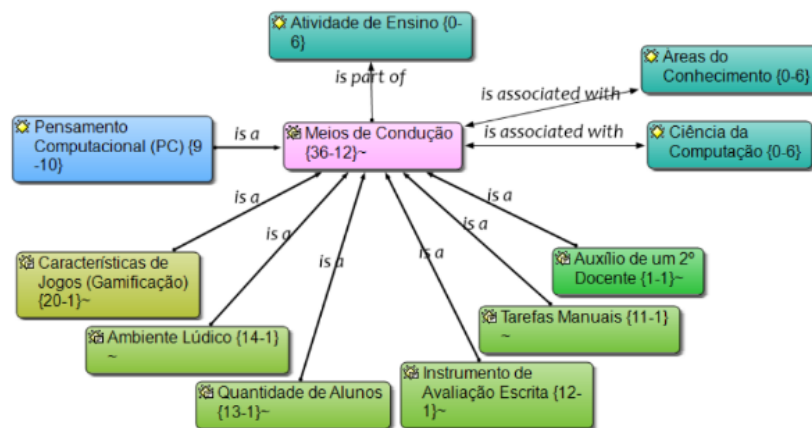 Atividade de Ensino {0-
6}
is part of
Áreas do
Conhecimento {0-6}
is associated with
Pensamento
Computacional (PC) {9
-10}
is a
Meios de Condução
{36-12}~
is associated with
Ciência da
Computação {0-6}
is a
is a
is a
is a
is a
is a
Características de
Jogos (Gamificação)
{20-1}~
Auxílio de um 2º
Docente {1-1}~
Ambiente Lúdico {14-1}
~
Tarefas Manuais {11-1}
~
Quantidade de Alunos
{13-1}~
Instrumento de
Avaliação Escrita {12-
1}~